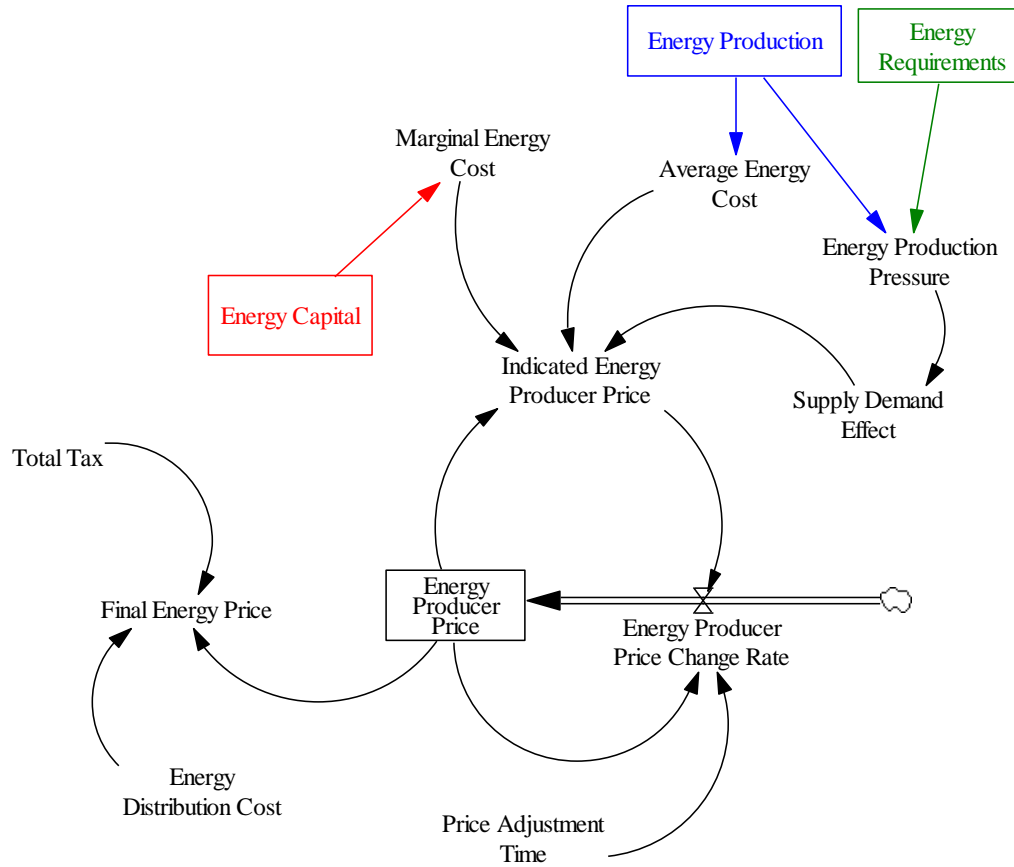 Energy Production
Energy
Requirements
Marginal Energy
Cost
Average Energy
Cost
Energy Production
Pressure
Energy Capital
Indicated Energy
Producer Price
Supply Demand
Effect
Total Tax
Final Energy Price
Energy
Producer
Price
Energy Producer
Price Change Rate
Energy
Distribution Cost
Price Adjustment
Time